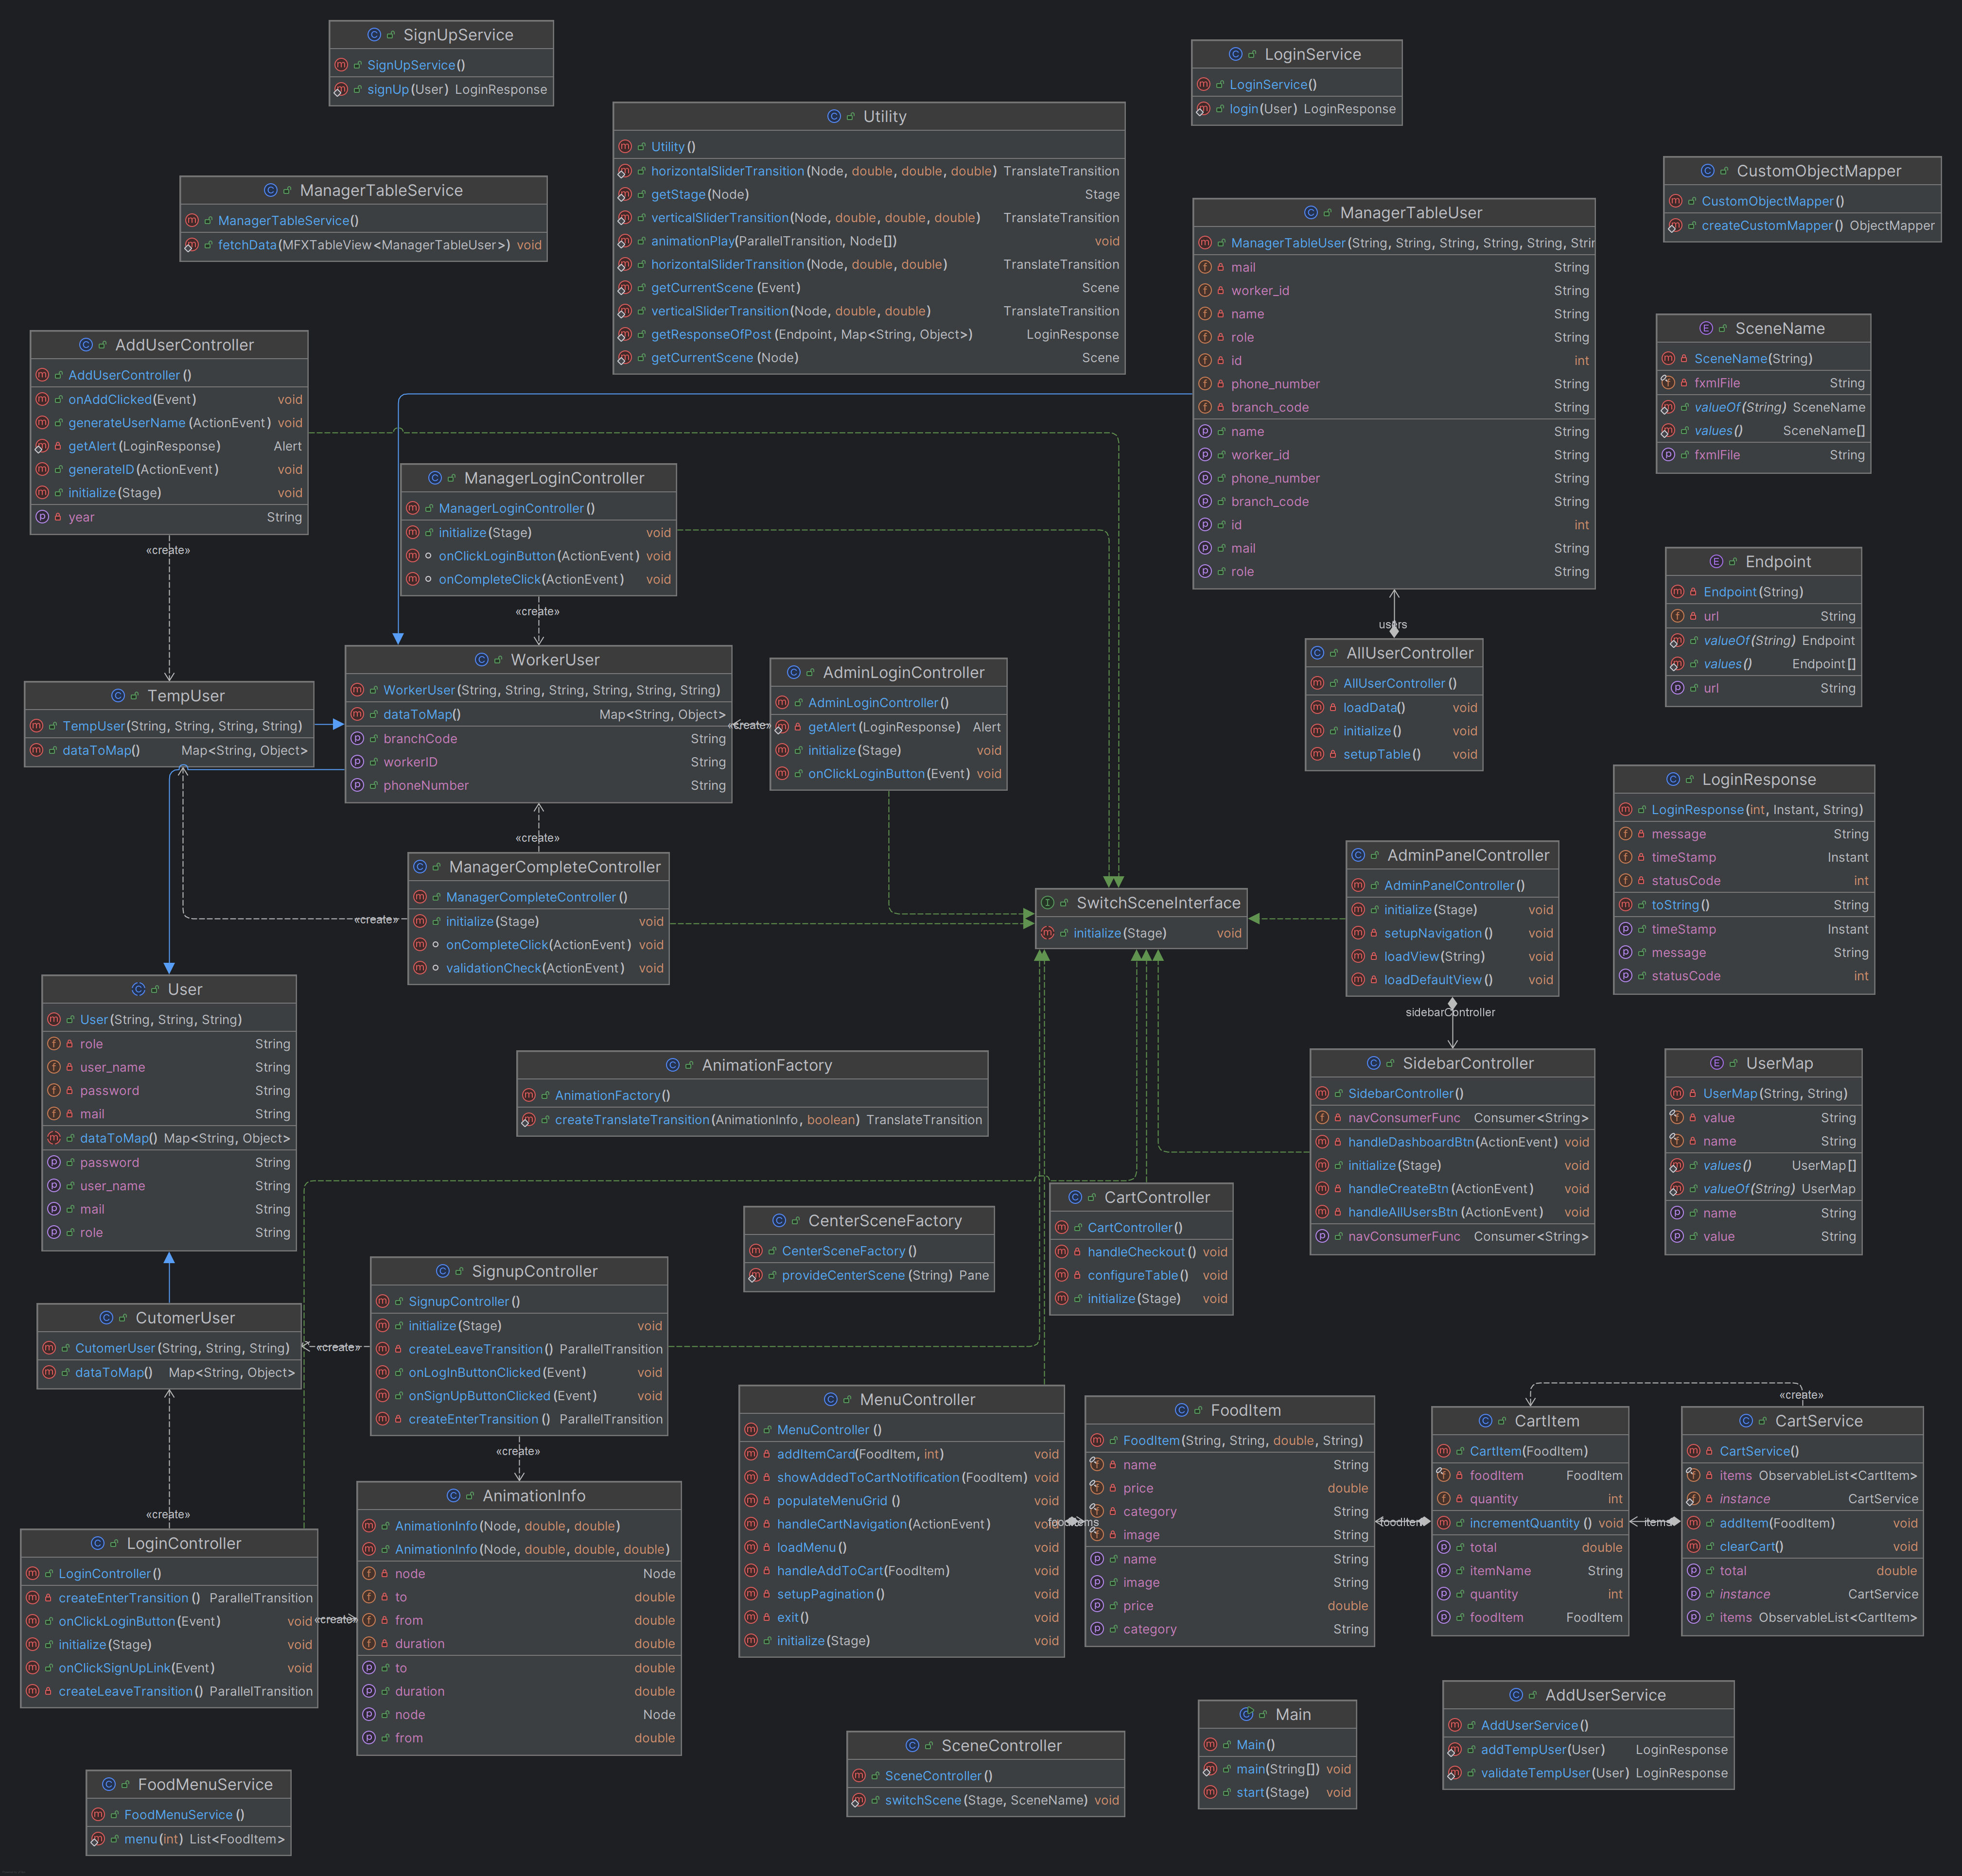 SignUpService
SignUpService()
signUp(User) LoginResponse
LoginService
LoginService()
login(User) LoginResponse
Utility
Utility()
horizontalSliderTransition(Node, double, double, double) TranslateTransition
getStage(Node) Stage
verticalSliderTransition(Node, double, double, double) TranslateTransition
animationPlay(ParallelTransition, Node[]) void
horizontalSliderTransition(Node, double, double) TranslateTransition
getCurrentScene(Event) Scene
verticalSliderTransition(Node, double, double) TranslateTransition
getResponseOfPost(Endpoint, Map<String, Object>) LoginResponse
getCurrentScene(Node) Scene
ManagerTableService
ManagerTableService()
fetchData(MFXTableView<ManagerTableUser>) void
CustomObjectMapper
CustomObjectMapper()
createCustomMapper() ObjectMapper
ManagerTableUser
ManagerTableUser(String, String, String, String, String, Strir
mail String
worker_id String
name String
role String
id int
phone_number String
branch_code String
name String
worker_id String
phone_number String
branch_code String
id int
mail String
role String
SceneName
SceneName(String)
fxmlFile String
valueOf(String) SceneName
values() SceneName[]
fxmlFile String
AddUserController
AddUserController()
onAddClicked(Event) void
generateUserName(ActionEvent) void
getAlert(LoginResponse) Alert
generateID(ActionEvent) void
initialize(Stage) void
year String
«create»
ManagerLoginController
ManagerLoginController()
initialize(Stage) void
onClickLoginButton(ActionEvent) void
onCompleteClick(ActionEvent) void
«create»
Endpoint
Endpoint(String)
url String
valueOf(String) Endpoint
values() Endpoint[]
url String
users
AllUserController
AllUserController()
loadData() void
initialize() void
setupTable() void
TempUser
TempUser(String, String, String, String)
dataToMap() Map<String, Object>
WorkerUser
WorkerUser(String, String, String, String, String, String)
dataToMap() Map<String, Object>
branchCode String
workerID String
phoneNumber String
«create»
AdminLoginController
AdminLoginController()
getAlert(LoginResponse) Alert
initialize(Stage) void
onClickLoginButton(Event) void
LoginResponse
LoginResponse(int, Instant, String)
message String
timeStamp Instant
statusCode int
toString() String
timeStamp Instant
message String
statusCode int
«create»
ManagerCompleteController
ManagerCompleteController()
initialize(Stage) void
onCompleteClick(ActionEvent) void
validationCheck(ActionEvent) void
«create»
SwitchSceneInterface
initialize(Stage) void
AdminPanelController
AdminPanelController()
initialize(Stage) void
setupNavigation() void
loadView(String) void
loadDefaultView() void
sidebarController
User
User(String, String, String)
role String
user_name String
password String
mail String
dataToMap() Map<String, Object>
password String
user_name String
mail String
role String
AnimationFactory
AnimationFactory()
createTranslateTransition(AnimationInfo, boolean) TranslateTransition
SidebarController
SidebarController()
navConsumerFunc Consumer<String>
handleDashboardBtn(ActionEvent) void
initialize(Stage) void
handleCreateBtn(ActionEvent) void
handleAllUsersBtn(ActionEvent) void
navConsumerFunc Consumer<String>
UserMap
UserMap(String, String)
value String
name String
values() UserMap[]
valueOf(String) UserMap
name String
value String
CartController
CartController()
handleCheckout() void
configureTable() void
initialize(Stage) void
CenterSceneFactory
CenterSceneFactory()
provideCenterScene(String) Pane
SignupController
SignupController()
initialize(Stage) void
createLeaveTransition() ParallelTransition
onLogInButtonClicked(Event) void
onSignUpButtonClicked(Event) void
createEnterTransition() ParallelTransition
«create»
«create»
CutomerUser
CutomerUser(String, String, String)
dataToMap() Map<String, Object>
«create»
MenuController
MenuController()
addItemCard(FoodItem, int) void
showAddedToCartNotification(FoodItem) void
populateMenuGrid() void
handleCartNavigation(ActionEvent) void
loadMenu() void
handleAddToCart(FoodItem) void
setupPagination() void
exit() void
initialize(Stage) void
FoodItem
FoodItem(String, String, double, String)
name String
price double
category String
image String
name String
image String
price double
category String
foodItem
CartItem
CartItem(FoodItem)
foodItem FoodItem
quantity int
incrementQuantity() void
total double
itemName String
quantity int
foodItem FoodItem
items
«create»
CartService
CartService()
items ObservableList<CartItem>
instance CartService
addItem(FoodItem) void
clearCart() void
total double
instance CartService
items ObservableList<CartItem>
AnimationInfo
AnimationInfo(Node, double, double)
AnimationInfo(Node, double, double, double)
node Node
to double
from double
duration double
to double
duration double
node Node
from double
LoginController
LoginController()
createEnterTransition() ParallelTransition
onClickLoginButton(Event) void
initialize(Stage) void
onClickSignUpLink(Event) void
createLeaveTransition() ParallelTransition
«create»
AddUserService
AddUserService()
addTempUser(User) LoginResponse
validateTempUser(User) LoginResponse
Main
Main()
main(String[]) void
start(Stage) void
SceneController
SceneController()
switchScene(Stage, SceneName) void
FoodMenuService
FoodMenuService()
menu(int) List<FoodItem>